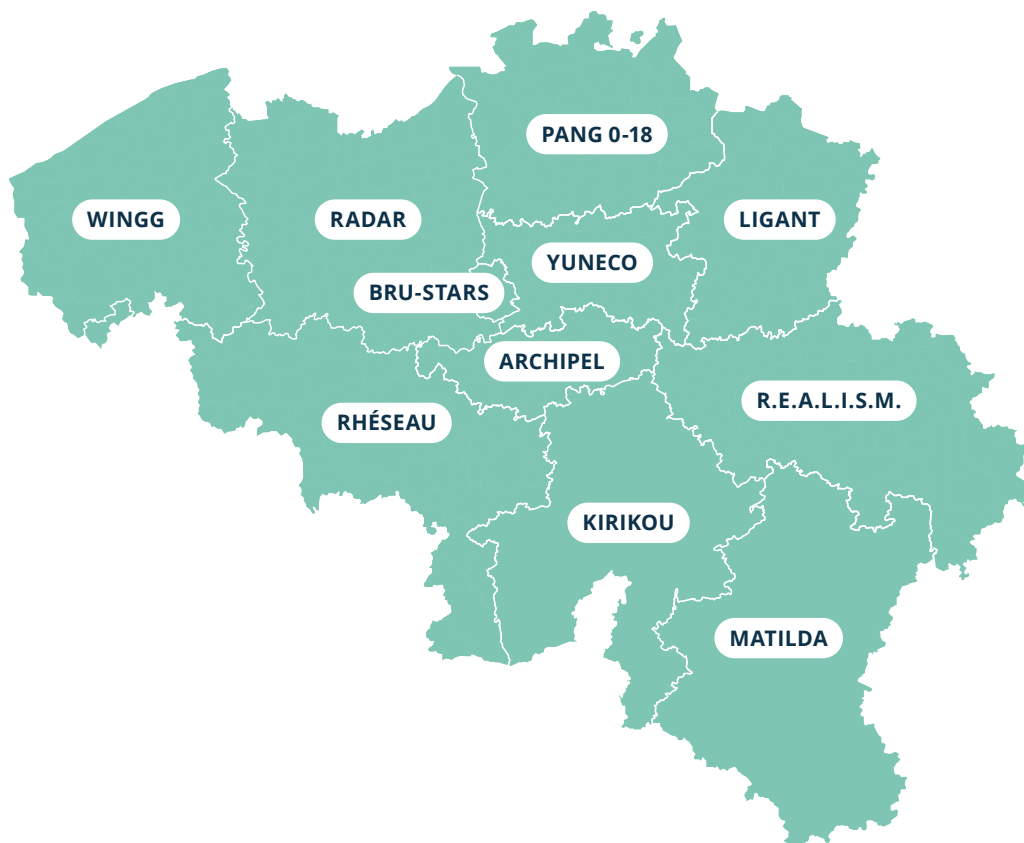 PANG 0-18
WINGG
RADAR
LIGANT
YUNECO
BRU-STARS
ARCHIPEL
R.E.A.L.I.S.M.
RHÉSEAU
KIRIKOU
MATILDA